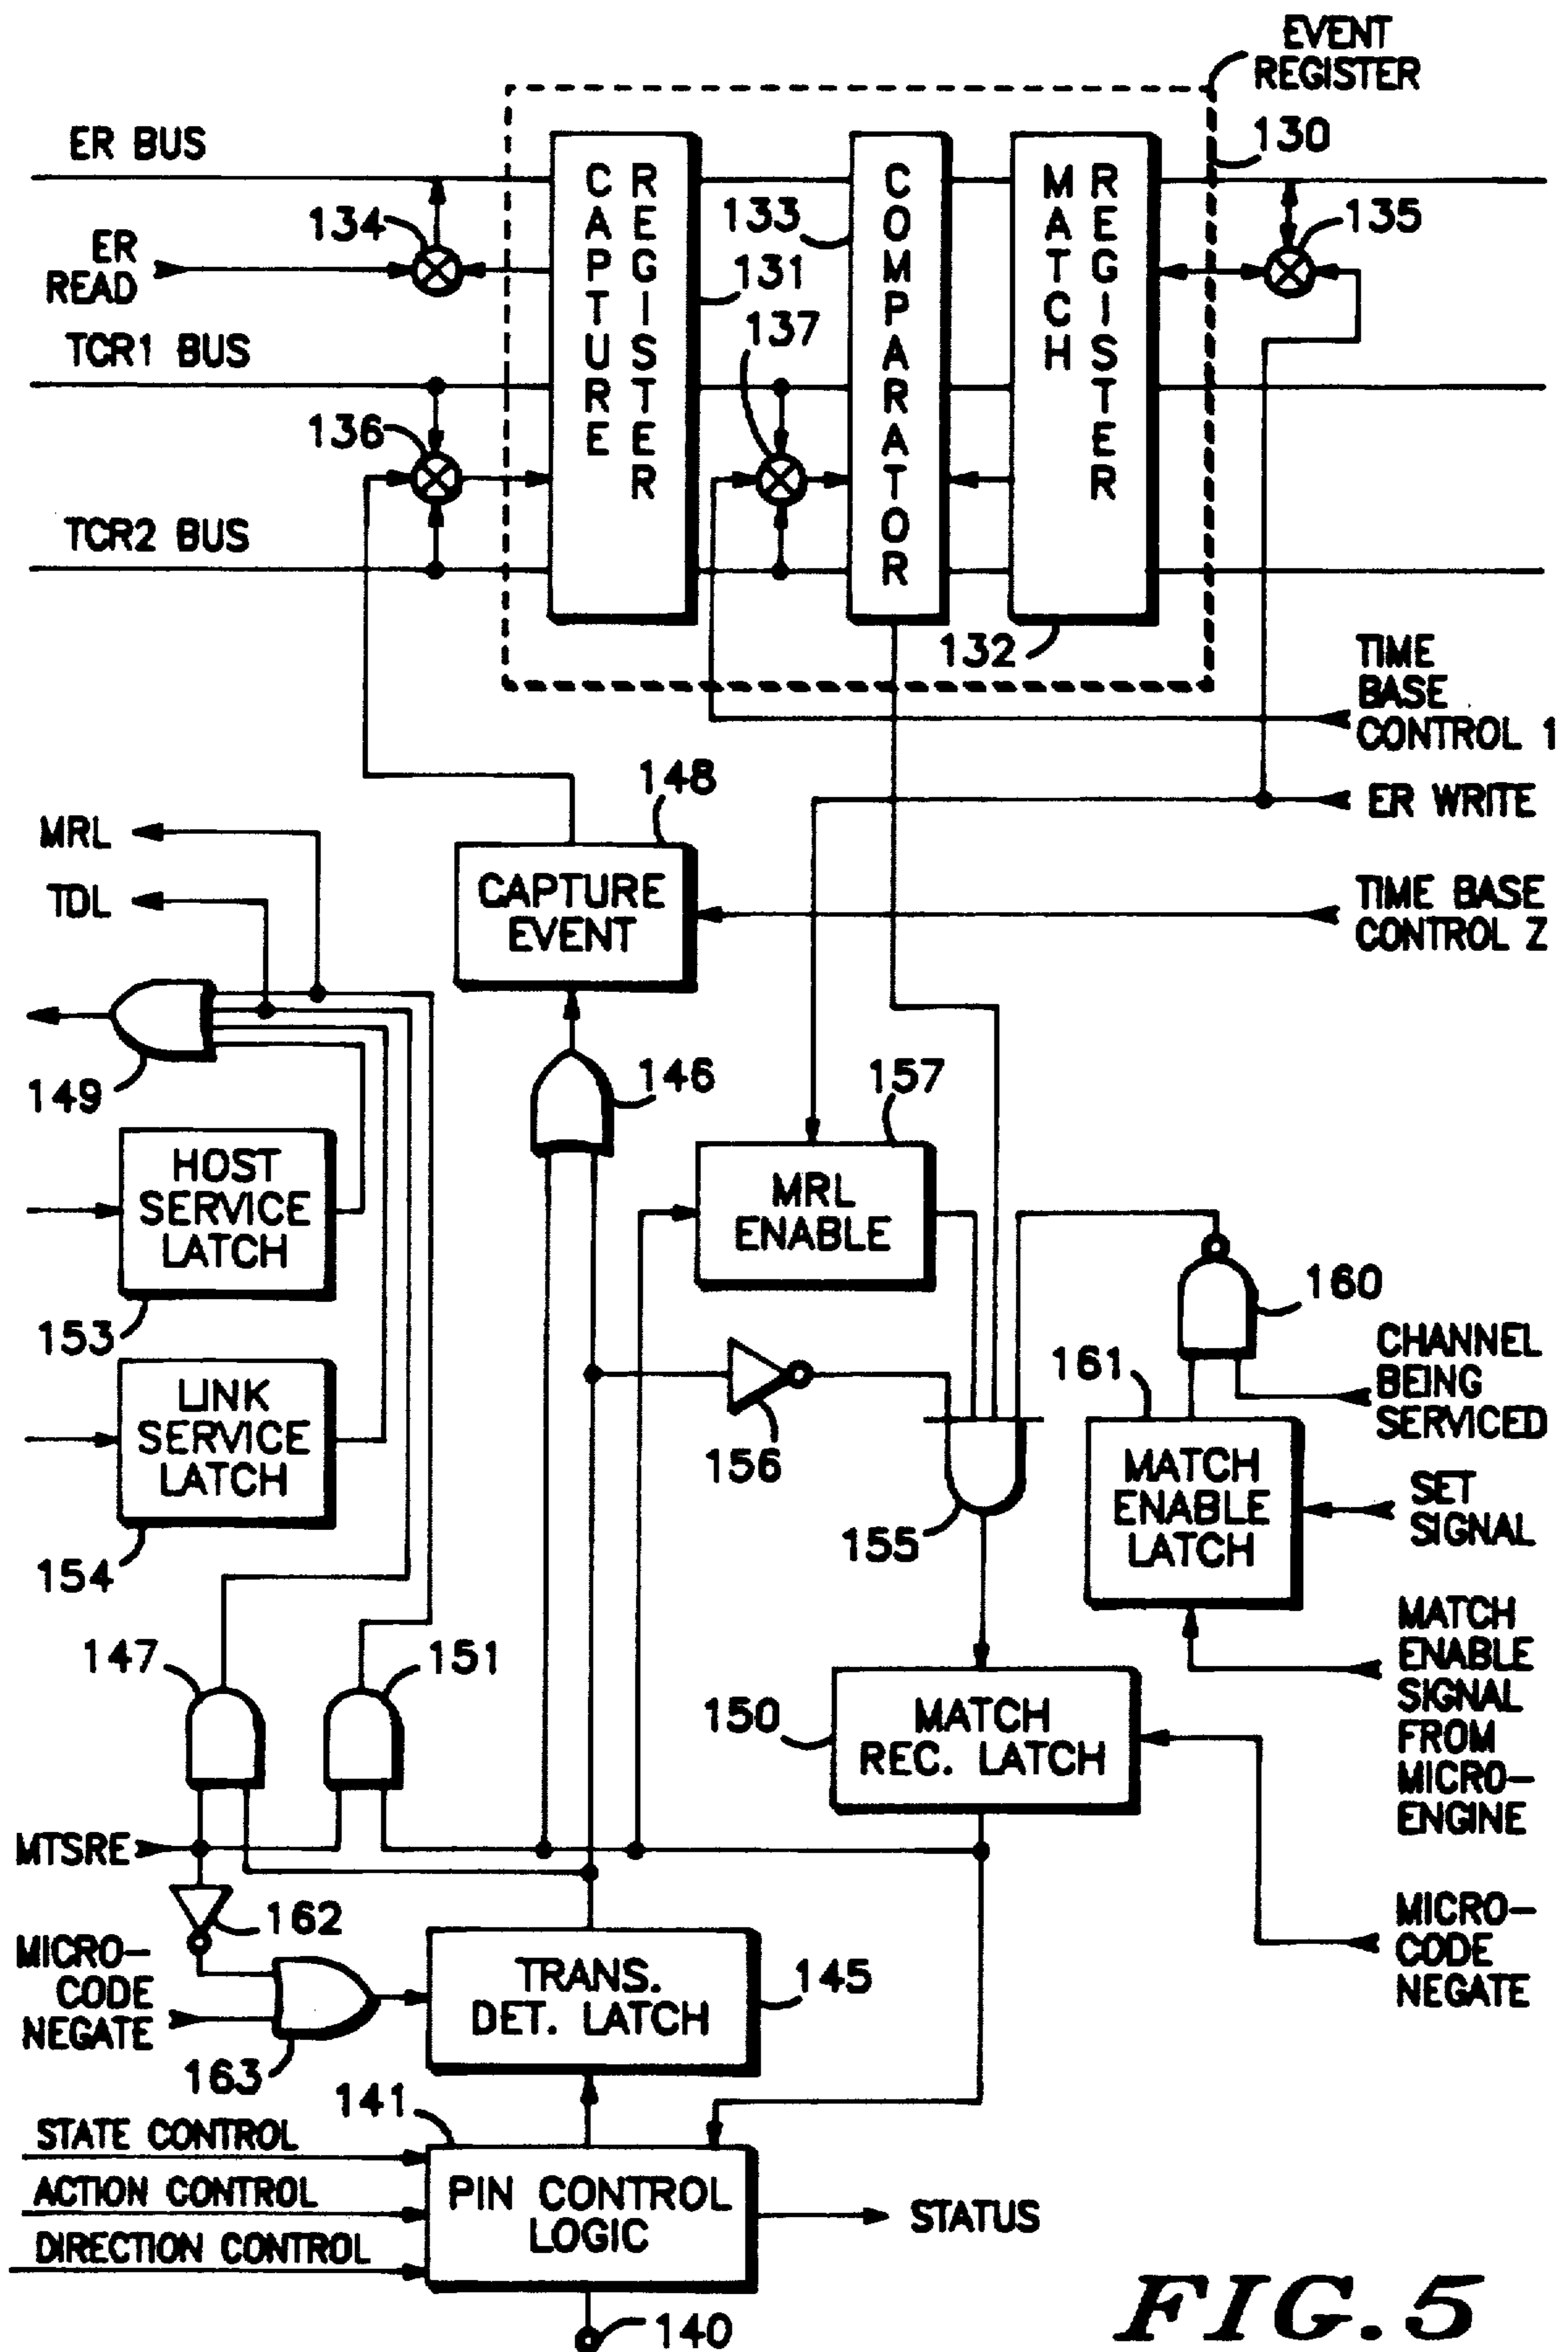 EVENT
REGISTER
130
ER BUS
134
ER
READ
TCR1 BUS
136
TCR2 BUS
CAPTURE
REGISTER
131
133
137
COMPARATOR
MATCH
REGISTER
132
135
TIME
BASE
CONTROL 1
ER WRITE
TIME BASE
CONTROL Z
148
CAPTURE
EVENT
MRL
TDL
149
146
157
MRL
ENABLE
HOST
SERVICE
LATCH
153
LINK
SERVICE
LATCH
154
156
155
160
CHANNEL
BEING
SERVICED
161
MATCH
ENABLE
LATCH
SET
SIGNAL
MATCH
ENABLE
SIGNAL
FROM
MICRO-
ENGINE
147
151
150
MATCH
REC. LATCH
MTSRE
162
MICRO-
CODE
NEGATE
MICRO-
CODE
NEGATE
163
TRANS.
DET. LATCH
145
141
STATE CONTROL
ACTION CONTROL
DIRECTION CONTROL
PIN CONTROL
LOGIC
STATUS
140
FIG.5